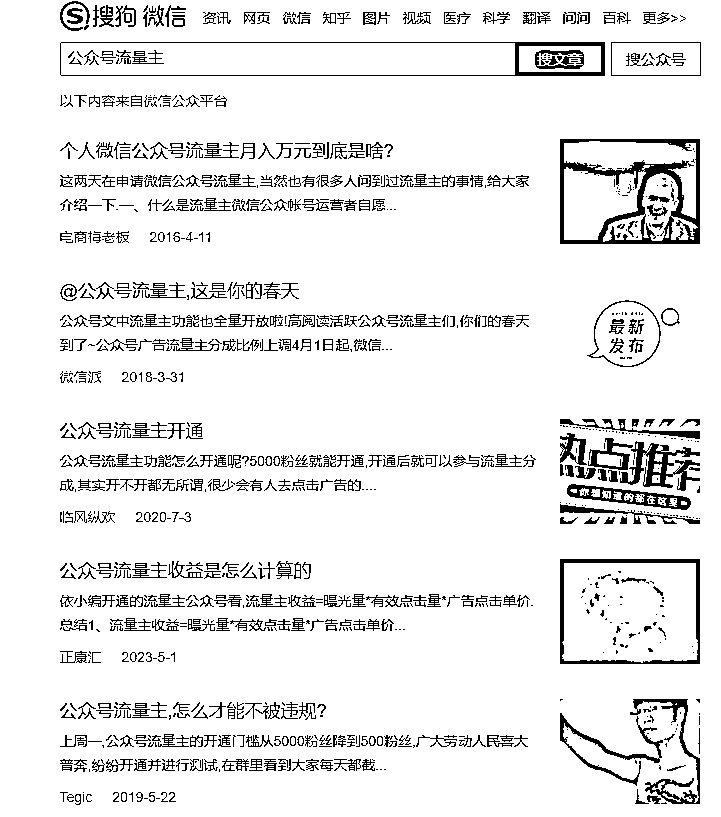 搜狗 微信 资讯 网页 微信 知乎 图片 视频 医疗 科学 翻译 问问 百科 更多>>
公众号流量主 搜文章 搜公众号
以下内容来自微信公众平台
个人微信公众号流量主月入万元到底是啥?
这两天在申请微信公众号流量主,当然也有很多人问到过流量主的事情,给大家
介绍一下.一、什么是流量主微信公众帐号运营者自愿...
电商梅老板 2016-4-11
@公众号流量主,这是你的春天
公众号文中流量主功能也全量开放啦!高阅读活跃公众号流量主们,你们的春天
到了~公众号广告流量主分成比例上调4月1日起,微信...
微信派 2018-3-31
最新
发布
公众号流量主开通
公众号流量主功能怎么开通呢?5000粉丝就能开通,开通后就可以参与流量主分
成,其实开不开都无所谓,很少会有人去点击广告的....
临风纵欢 2020-7-3
热点推荐
你想知道的都在这里
公众号流量主收益是怎么计算的
依小编开通的流量主公众号看,流量主收益=曝光量*有效点击量*广告点击单价.
总结1、流量主收益=曝光量*有效点击量*广告点击单价...
正康汇 2023-5-1
公众号流量主,怎么才能不被违规?
上周一,公众号流量主的开通门槛从5000粉丝降到500粉丝,广大劳动人民喜大
普奔,纷纷开通并进行测试,在群里看到大家每天都截...
Tegic 2019-5-22